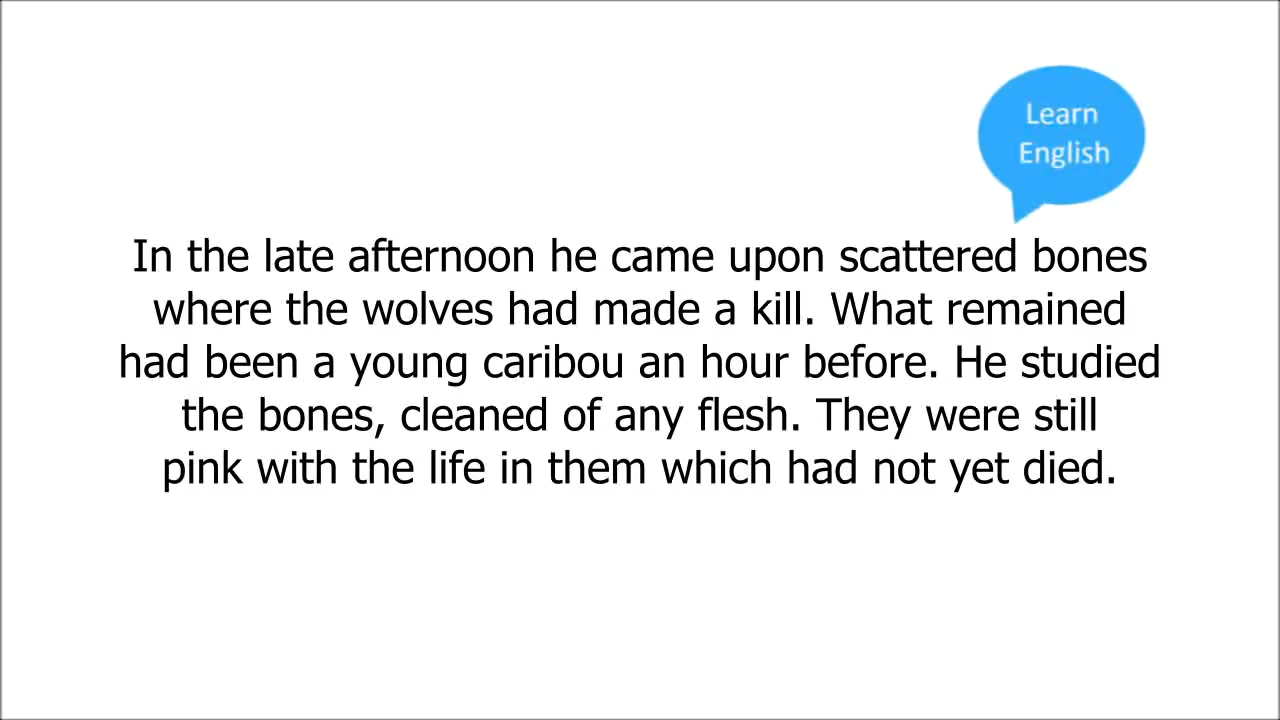 Learn
English
In the late afternoon he came upon scattered bones
where the wolves had made a kill. What remained
had been a young caribou an hour before. He studied
the bones, cleaned of any flesh. They were still
pink with the life in them which had not yet died.